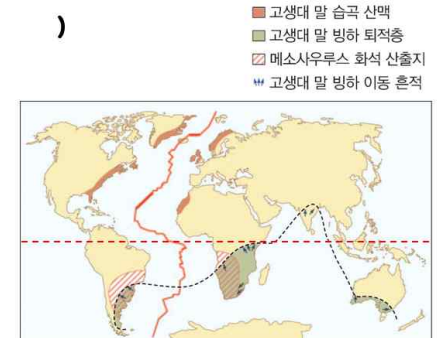 )
고생대 말 습곡 산맥
고생대 말 빙하 퇴적층
메소사우루스 화석 산출지
고생대 말 빙하 이동 흔적